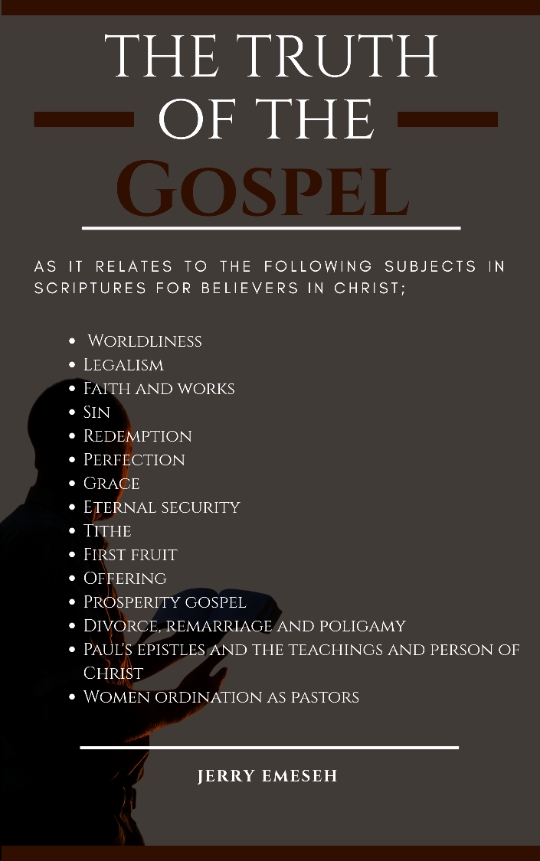 THE TRUTH
OF THE
GOSPEL
AS IT RELATES TO THE FOLLOWING SUBJECTS IN
SCRIPTURES FOR BELIEVERS IN CHRIST;
• WORLDLINESS
• LEGALISM
• FAITH AND WORKS
• SIN
• REDEMPTION
• PERFECTION
• GRACE
• ETERNAL SECURITY
• TITHE
• FIRST FRUIT
• OFFERING
• PROSPERITY GOSPEL
• DIVORCE, REMARRIAGE AND POLIGAMY
• PAUL'S EPISTLES AND THE TEACHINGS AND PERSON OF
CHRIST
• WOMEN ORDINATION AS PASTORS
JERRY EMESEH